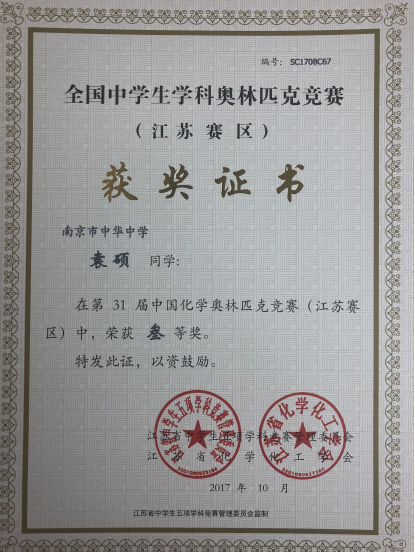 编号: SC1708C67
全国中学生学科奥林匹克竞赛
(江苏赛区)
获奖证书
南京市中华中学
袁硕 同学:
在第 31 届中国化学奥林匹克竞赛(江苏赛
区)中,荣获 叁 等奖。
特发此证,以资鼓励。
江苏省中学生五项学科竞赛管理委员会
江苏省化学化工学会
2017 年 10 月
江苏省中学生五项学科竞赛管理委员会监制